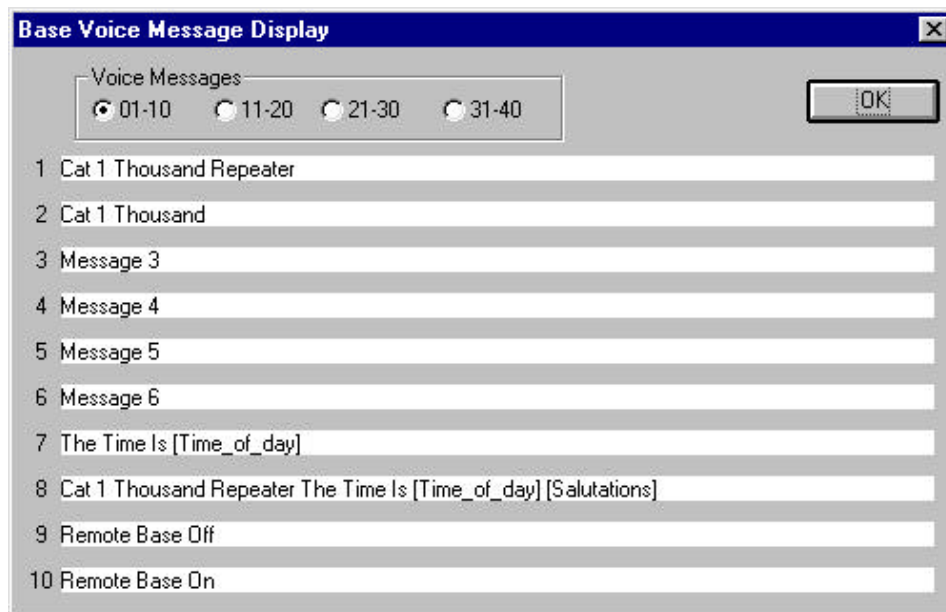 Base Voice Message Display
Voice Messages
01-10 11-20 21-30 31-40
OK
1 Cat 1 Thousand Repeater
2 Cat 1 Thousand
3 Message 3
4 Message 4
5 Message 5
6 Message 6
7 The Time Is [Time_of_day]
8 Cat 1 Thousand Repeater The Time Is [Time_of_day] [Salutations]
9 Remote Base Off
10 Remote Base On